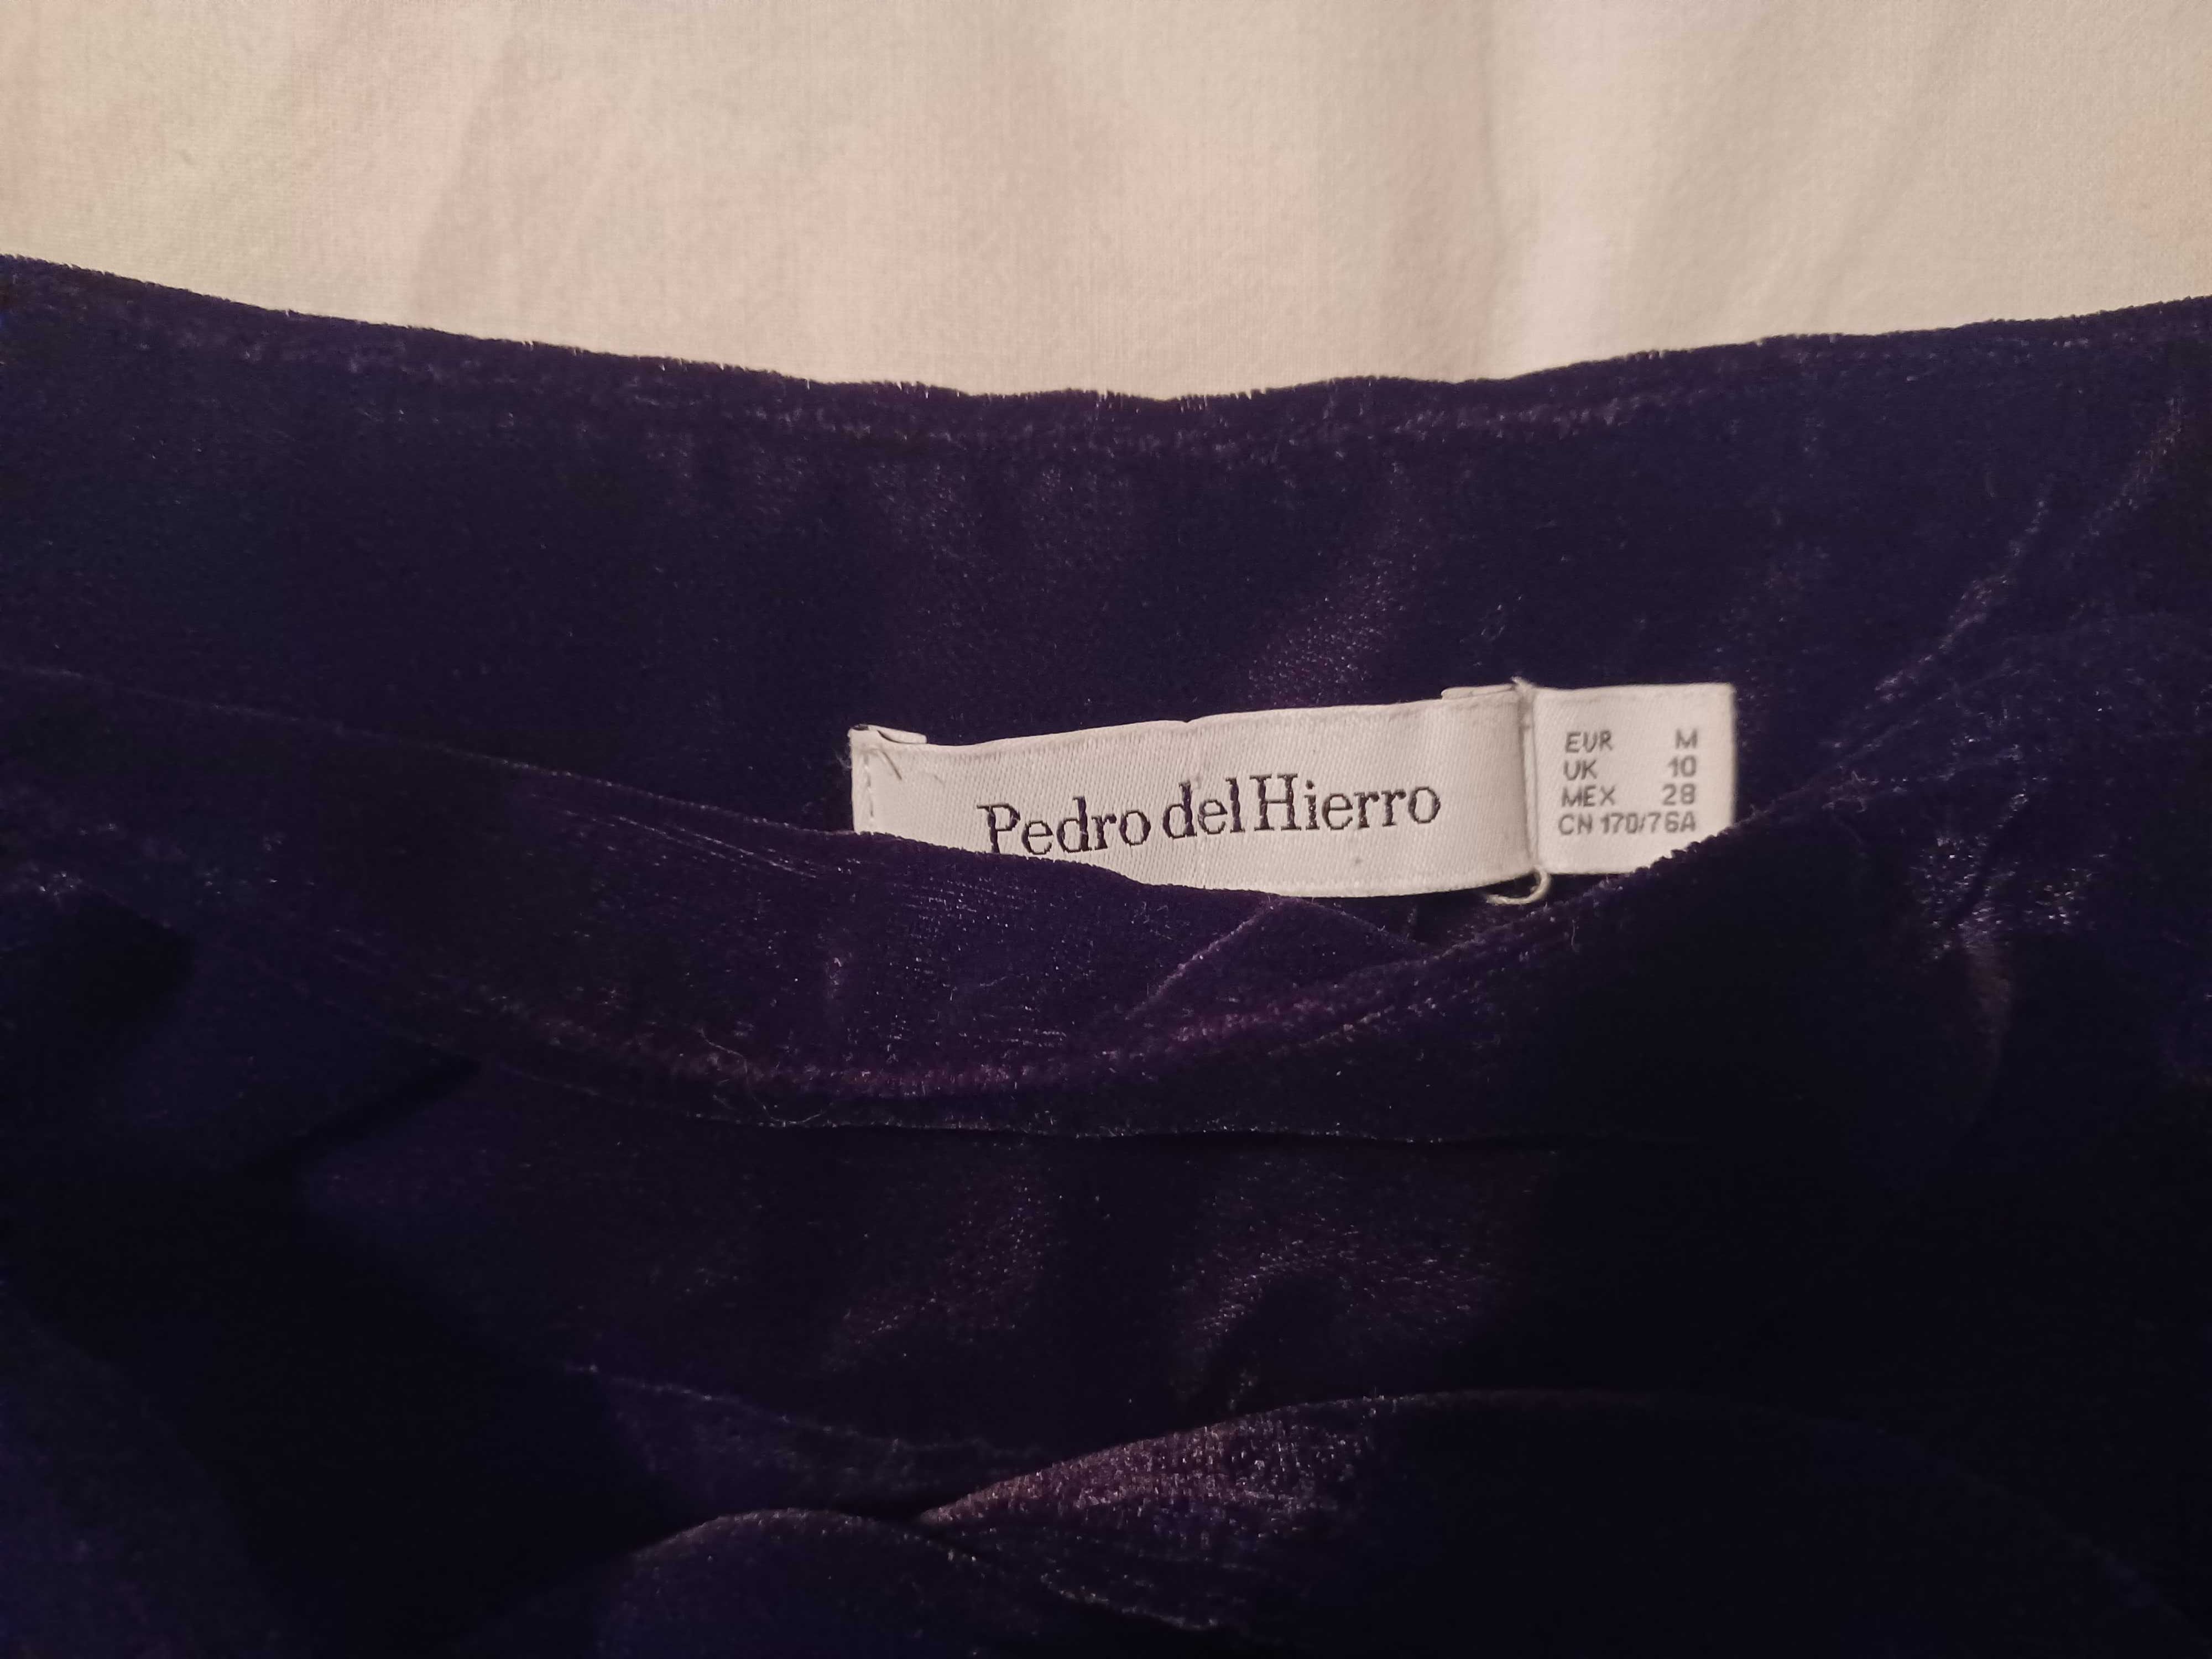 Pedro del Hierro
EUR M
UK 10
MEX 28
CN 170/76A